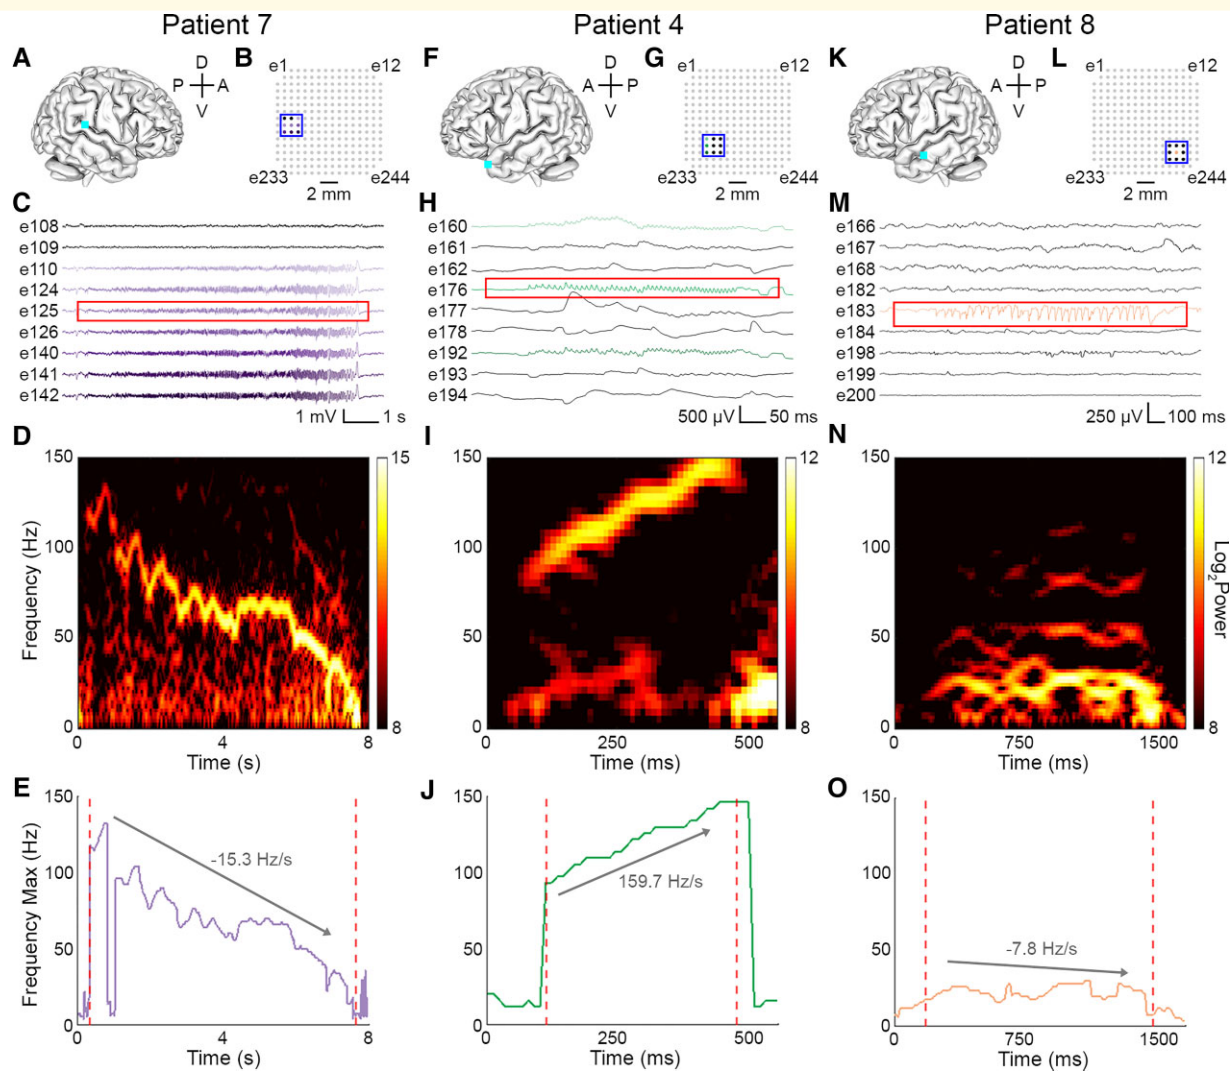 Patient 7
Patient 4
Patient 8
A
D
P A
V
B
e1 e12
e233 e244
2 mm
F
D
A P
V
G
e1 e12
e233 e244
2 mm
K
D
A P
V
L
e1 e12
e233 e244
2 mm
C
e108
e109
e110
e124
e125
e126
e140
e141
e142
1 mV 1 s
H
e160
e161
e162
e176
e177
e178
e192
e193
e194
500 µV 50 ms
M
e166
e167
e168
e182
e183
e184
e198
e199
e200
250 µV 100 ms
D
150
100
50
0
Frequency (Hz)
0 4 8
Time (s)
15
8
I
150
100
50
0
0 250 500
Time (ms)
12
8
N
150
100
50
0
0 750 1500
Time (ms)
12
8
Log2Power
E
150
100
50
0
Frequency Max (Hz)
-15.3 Hz/s
0 4 8
Time (s)
J
150
100
50
0
159.7 Hz/s
0 250 500
Time (ms)
O
150
100
50
0
-7.8 Hz/s
0 750 1500
Time (ms)